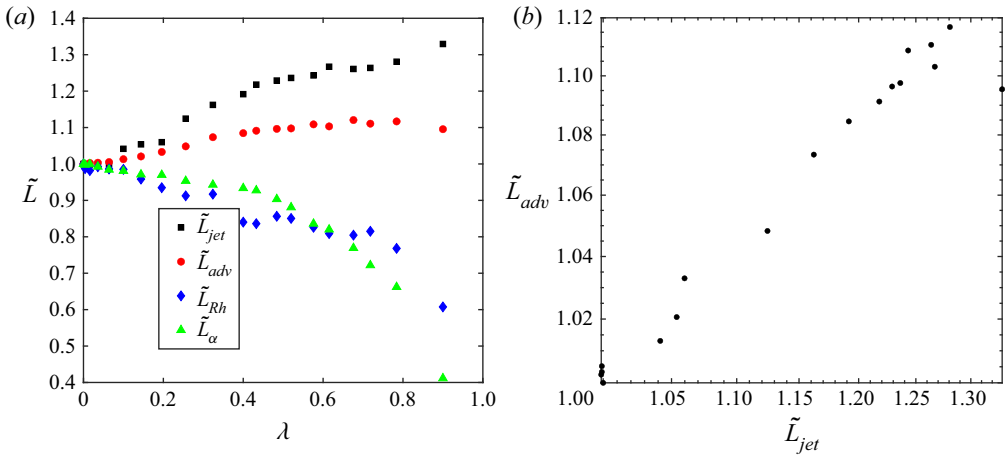 (a)
1.4
1.3
1.2
1.1
1.0
0.9
0.8
0.7
0.6
0.5
0.4
L̃
L̃jet
L̃adv
L̃Rh
L̃α
0 0.2 0.4 0.6 0.8 1.0
λ
(b)
1.12
1.10
1.08
1.06
1.04
1.02
L̃adv
1.00 1.05 1.10 1.15 1.20 1.25 1.30
L̃jet